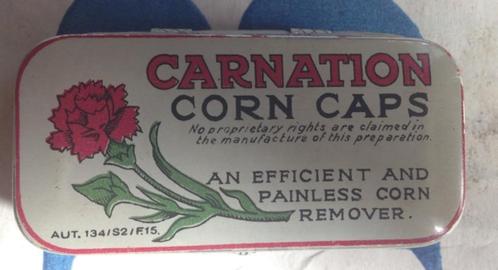 CARNATION
CORN CAPS
No proprietary rights are claimed in
the manufacture of this preparation.
AN EFFICIENT AND
PAINLESS CORN
REMOVER.
AUT. 134/S2/F.15.